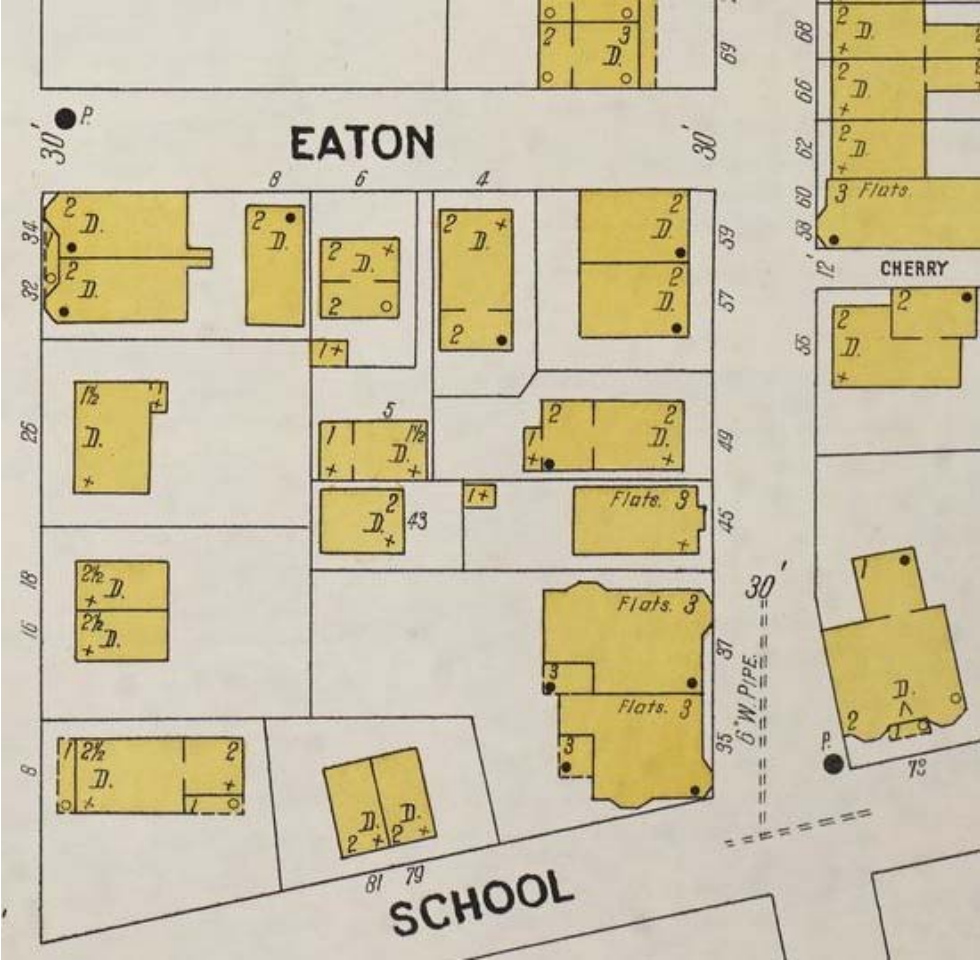 2 3
D.
69
2
D.
68
2
D.
66
2
D.
62
3 Flats.
60
58
P.
30'
EATON
30'
12'
CHERRY
8 6 4
34
2
D.
32
2
D.
2
D.
2
D.
2
2
D.
2
2
D.
59
2
D.
57
1
2
2
D.
56
26
1½
1
D.
5
1 1½
D.
2 2
1 D.
49
2
D.
43
1
Flats. 3
45
18
2½
D.
16
2½
D.
Flats. 3
3
37
Flats. 3
3
35
30'
6" W. PIPE.
1
D.
2
P.
79
8
1 2½ 2
D.
1
D. D.
2 2
81 79
SCHOOL